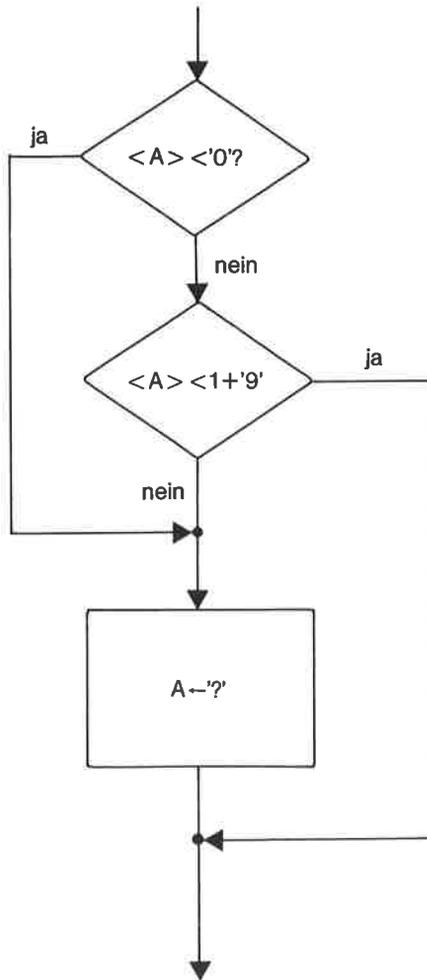 ja
<A> <'0'?
nein
<A> <1+'9'
ja
nein
A←'?'